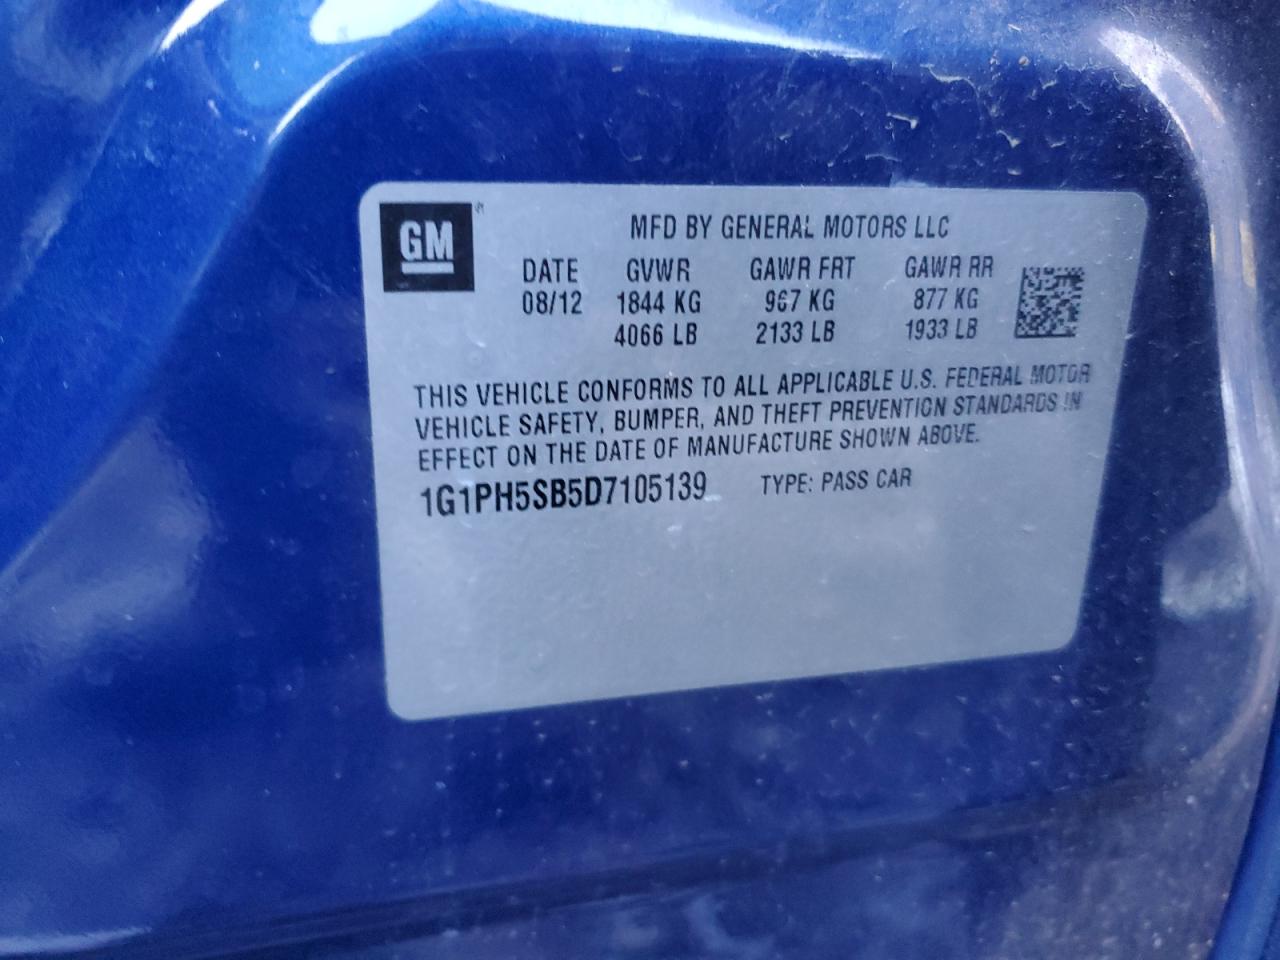 GM
MFD BY GENERAL MOTORS LLC
DATE GVWR GAWR FRT GAWR RR
08/12 1844 KG 967 KG 877 KG
4066 LB 2133 LB 1933 LB
THIS VEHICLE CONFORMS TO ALL APPLICABLE U.S. FEDERAL MOTOR
VEHICLE SAFETY, BUMPER, AND THEFT PREVENTION STANDARDS IN
EFFECT ON THE DATE OF MANUFACTURE SHOWN ABOVE.
1G1PH5SB5D7105139 TYPE: PASS CAR